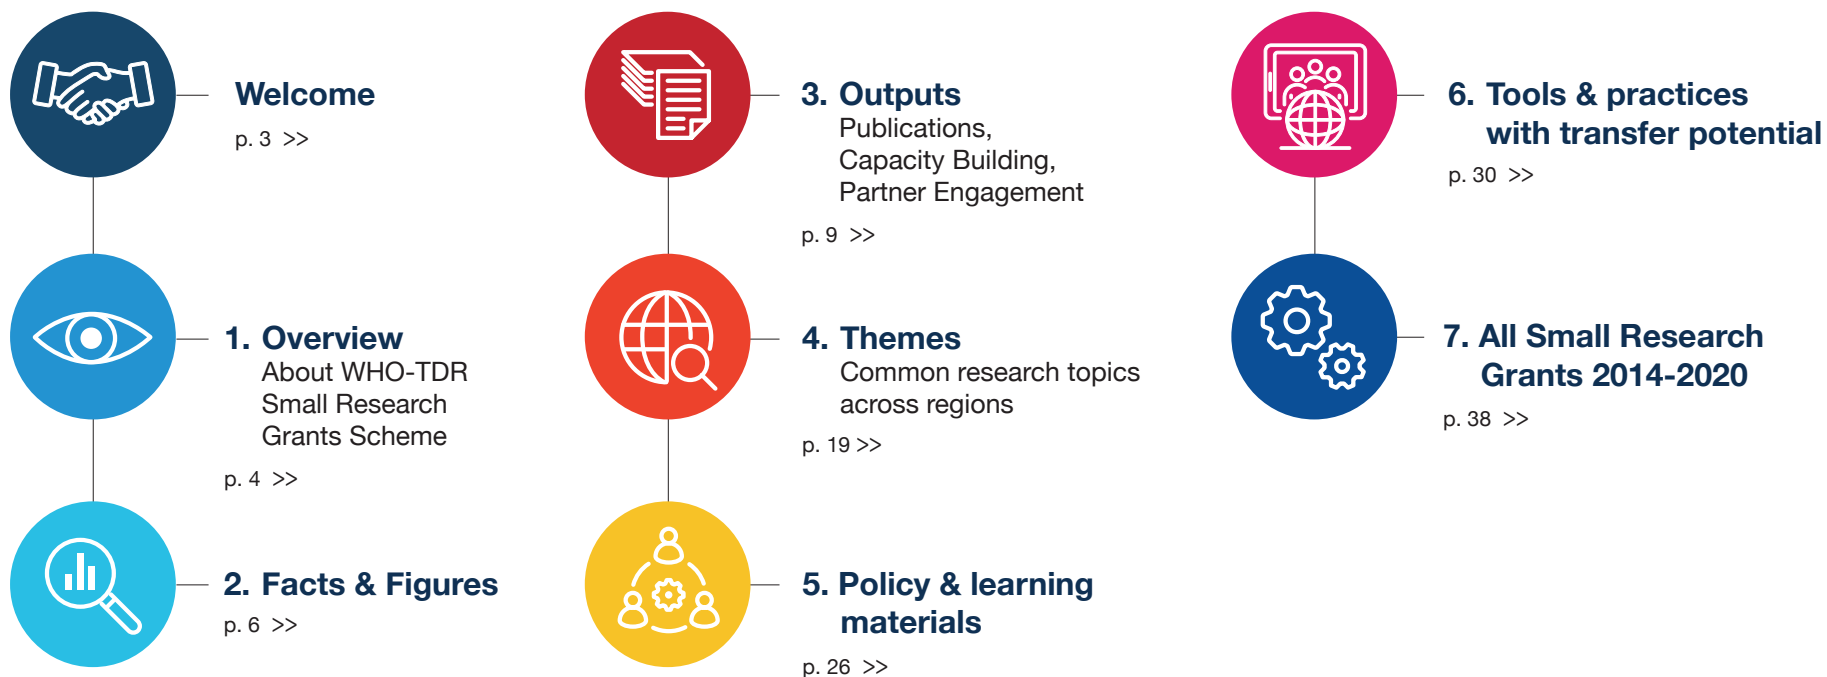 Welcome
p. 3 >>
1. Overview
About WHO-TDR
Small Research
Grants Scheme
p. 4 >>
2. Facts & Figures
p. 6 >>
3. Outputs
Publications,
Capacity Building,
Partner Engagement
p. 9 >>
4. Themes
Common research topics
across regions
p. 19 >>
5. Policy & learning
materials
p. 26 >>
6. Tools & practices
with transfer potential
p. 30 >>
7. All Small Research
Grants 2014-2020
p. 38 >>